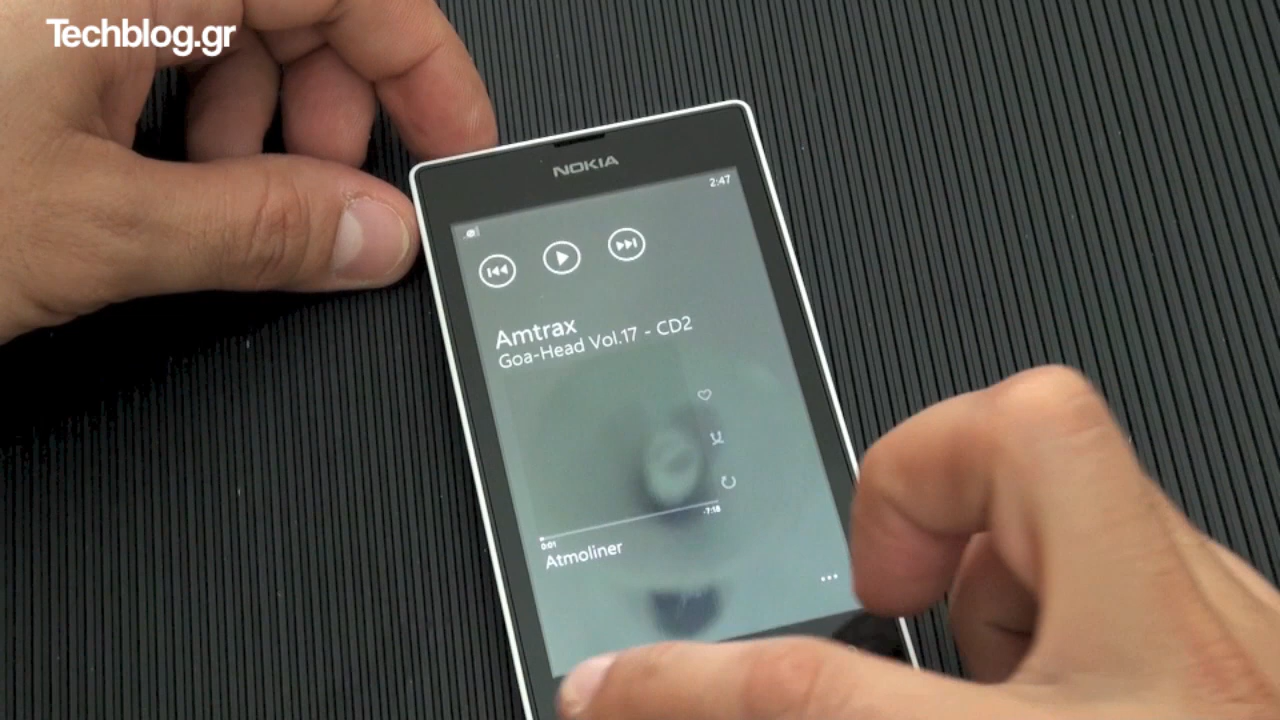 Techblog.gr
NOKIA
2:47
Amtrax
Goa-Head Vol.17 - CD2
0:01
-7:18
Atmoliner